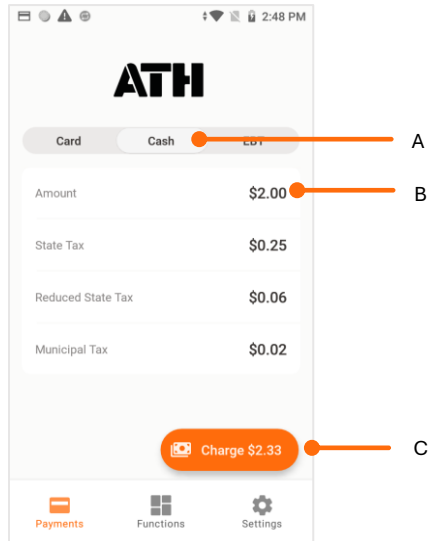 2:48 PM
ATH
Card Cash EBT A
Amount $2.00 B
State Tax $0.25
Reduced State Tax $0.06
Municipal Tax $0.02
Charge $2.33 C
Payments Functions Settings